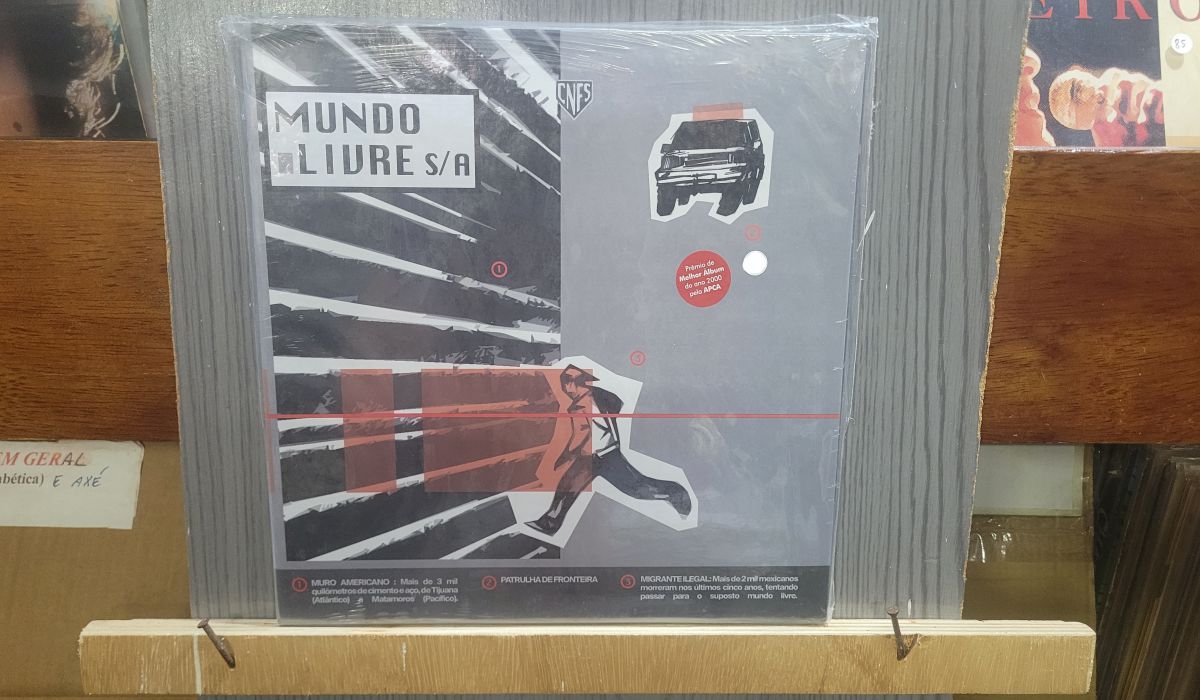 MUNDO
LIVRE S/A
CNFS
1
2
Prêmio de
Melhor Álbum
do ano 2000
pela APCA
3
1 MURO AMERICANO : Mais de 3 mil
quilómetros de cimento e aço, de Tijuana
(Atlântico) a Matamoros (Pacífico).
2 PATRULHA DE FRONTEIRA
3 MIGRANTE ILEGAL: Mais de 2 mil mexicanos
morreram nos últimos cinco anos, tentando
passar para o suposto mundo livre.
EM GERAL
bética) E AXÉ
ETRO
85